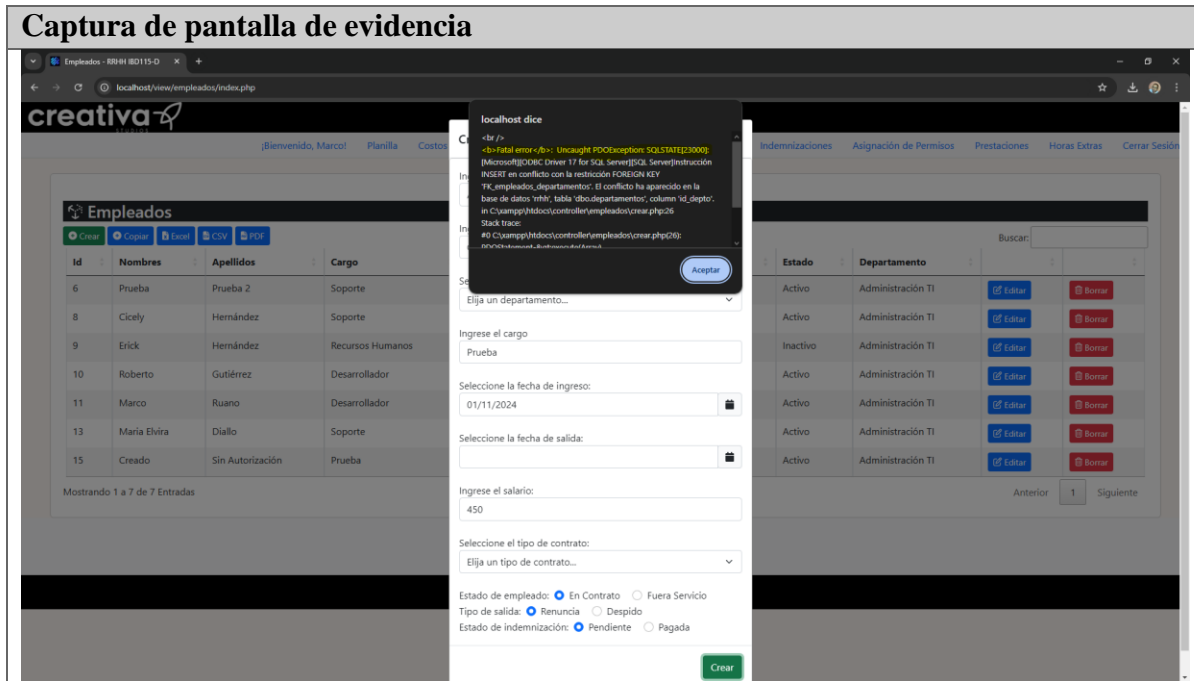 Captura de pantalla de evidencia
Empleados - RRHH IBD115-D
localhost/view/empleados/index.php
creativa
STUDIOS
¡Bienvenido, Marco! Planilla Costos Indemnizaciones Asignación de Permisos Prestaciones Horas Extras Cerrar Sesión
localhost dice
<br />
<b>Fatal error</b>: Uncaught PDOException: SQLSTATE[23000]:
[Microsoft][ODBC Driver 17 for SQL Server][SQL Server]Instrucción
INSERT en conflicto con la restricción FOREIGN KEY
'FK_empleados_departamentos'. El conflicto ha aparecido en la
base de datos 'rrhh', tabla 'dbo.departamentos', column 'id_depto'.
in C:\xampp\htdocs\controller\empleados\crear.php:26
Stack trace:
#0 C:\xampp\htdocs\controller\empleados\crear.php(26):
Aceptar
Empleados
Crear Copiar Excel CSV PDF
Buscar:
Id Nombres Apellidos Cargo Estado Departamento
6 Prueba Prueba 2 Soporte Activo Administración TI Editar Borrar
8 Cicely Hernández Soporte Activo Administración TI Editar Borrar
9 Erick Hernández Recursos Humanos Inactivo Administración TI Editar Borrar
10 Roberto Gutiérrez Desarrollador Activo Administración TI Editar Borrar
11 Marco Ruano Desarrollador Activo Administración TI Editar Borrar
13 Maria Elvira Diallo Soporte Activo Administración TI Editar Borrar
15 Creado Sin Autorización Prueba Activo Administración TI Editar Borrar
Mostrando 1 a 7 de 7 Entradas
Anterior 1 Siguiente
Elija un departamento...
Ingrese el cargo
Prueba
Seleccione la fecha de ingreso:
01/11/2024
Seleccione la fecha de salida:
Ingrese el salario:
450
Seleccione el tipo de contrato:
Elija un tipo de contrato...
Estado de empleado: En Contrato Fuera Servicio
Tipo de salida: Renuncia Despido
Estado de indemnización: Pendiente Pagada
Crear